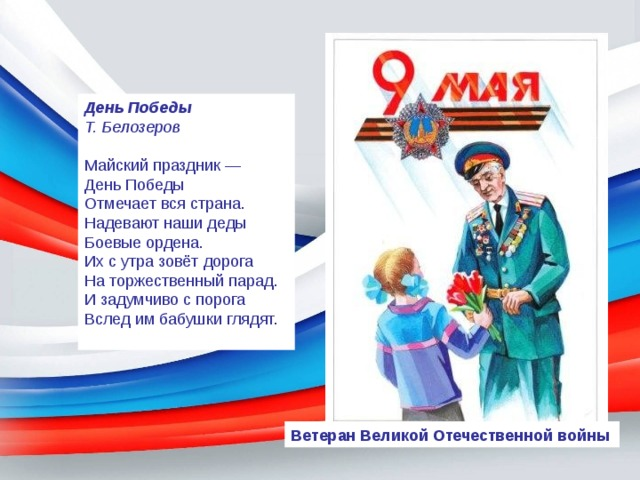 День Победы
Т. Белозеров
Майский праздник —
День Победы
Отмечает вся страна.
Надевают наши деды
Боевые ордена.
Их с утра зовёт дорога
На торжественный парад.
И задумчиво с порога
Вслед им бабушки глядят.
9 МАЯ
Ветеран Великой Отечественной войны